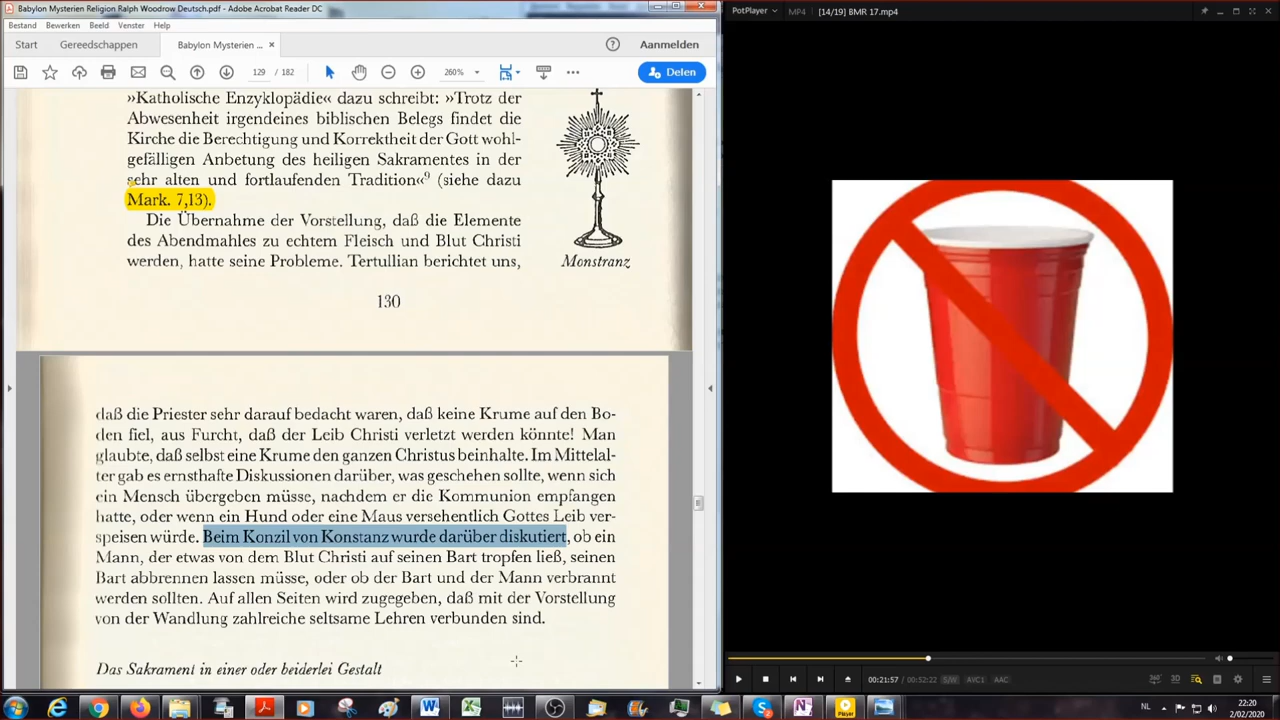 Babylon Mysterien Religion Ralph Woodrow Deutsch.pdf - Adobe Acrobat Reader DC
Bestand Bewerken Beeld Venster Help
Start Gereedschappen Babylon Mysterien ... × Aanmelden
129 / 182 260% Delen
»Katholische Enzyklopädie« dazu schreibt: »Trotz der
Abwesenheit irgendeines biblischen Belegs findet die
Kirche die Berechtigung und Korrektheit der Gott wohl-
gefälligen Anbetung des heiligen Sakramentes in der
sehr alten und fortlaufenden Tradition«⁹ (siehe dazu
Mark. 7,13).
Die Übernahme der Vorstellung, daß die Elemente
des Abendmahles zu echtem Fleisch und Blut Christi
werden, hatte seine Probleme. Tertullian berichtet uns,
Monstranz
130
daß die Priester sehr darauf bedacht waren, daß keine Krume auf den Bo-
den fiel, aus Furcht, daß der Leib Christi verletzt werden könnte! Man
glaubte, daß selbst eine Krume den ganzen Christus beinhalte. Im Mittelal-
ter gab es ernsthafte Diskussionen darüber, was geschehen sollte, wenn sich
ein Mensch übergeben müsse, nachdem er die Kommunion empfangen
hatte, oder wenn ein Hund oder eine Maus versehentlich Gottes Leib ver-
speisen würde. Beim Konzil von Konstanz wurde darüber diskutiert, ob ein
Mann, der etwas von dem Blut Christi auf seinen Bart tropfen ließ, seinen
Bart abbrennen lassen müsse, oder ob der Bart und der Mann verbrannt
werden sollten. Auf allen Seiten wird zugegeben, daß mit der Vorstellung
von der Wandlung zahlreiche seltsame Lehren verbunden sind.
Das Sakrament in einer oder beiderlei Gestalt
PotPlayer MP4 [14/19] BMR 17.mp4
00:21:57 / 00:52:22 S/W AVC1 AAC
360° 3D
NL 22:20
2/02/2020